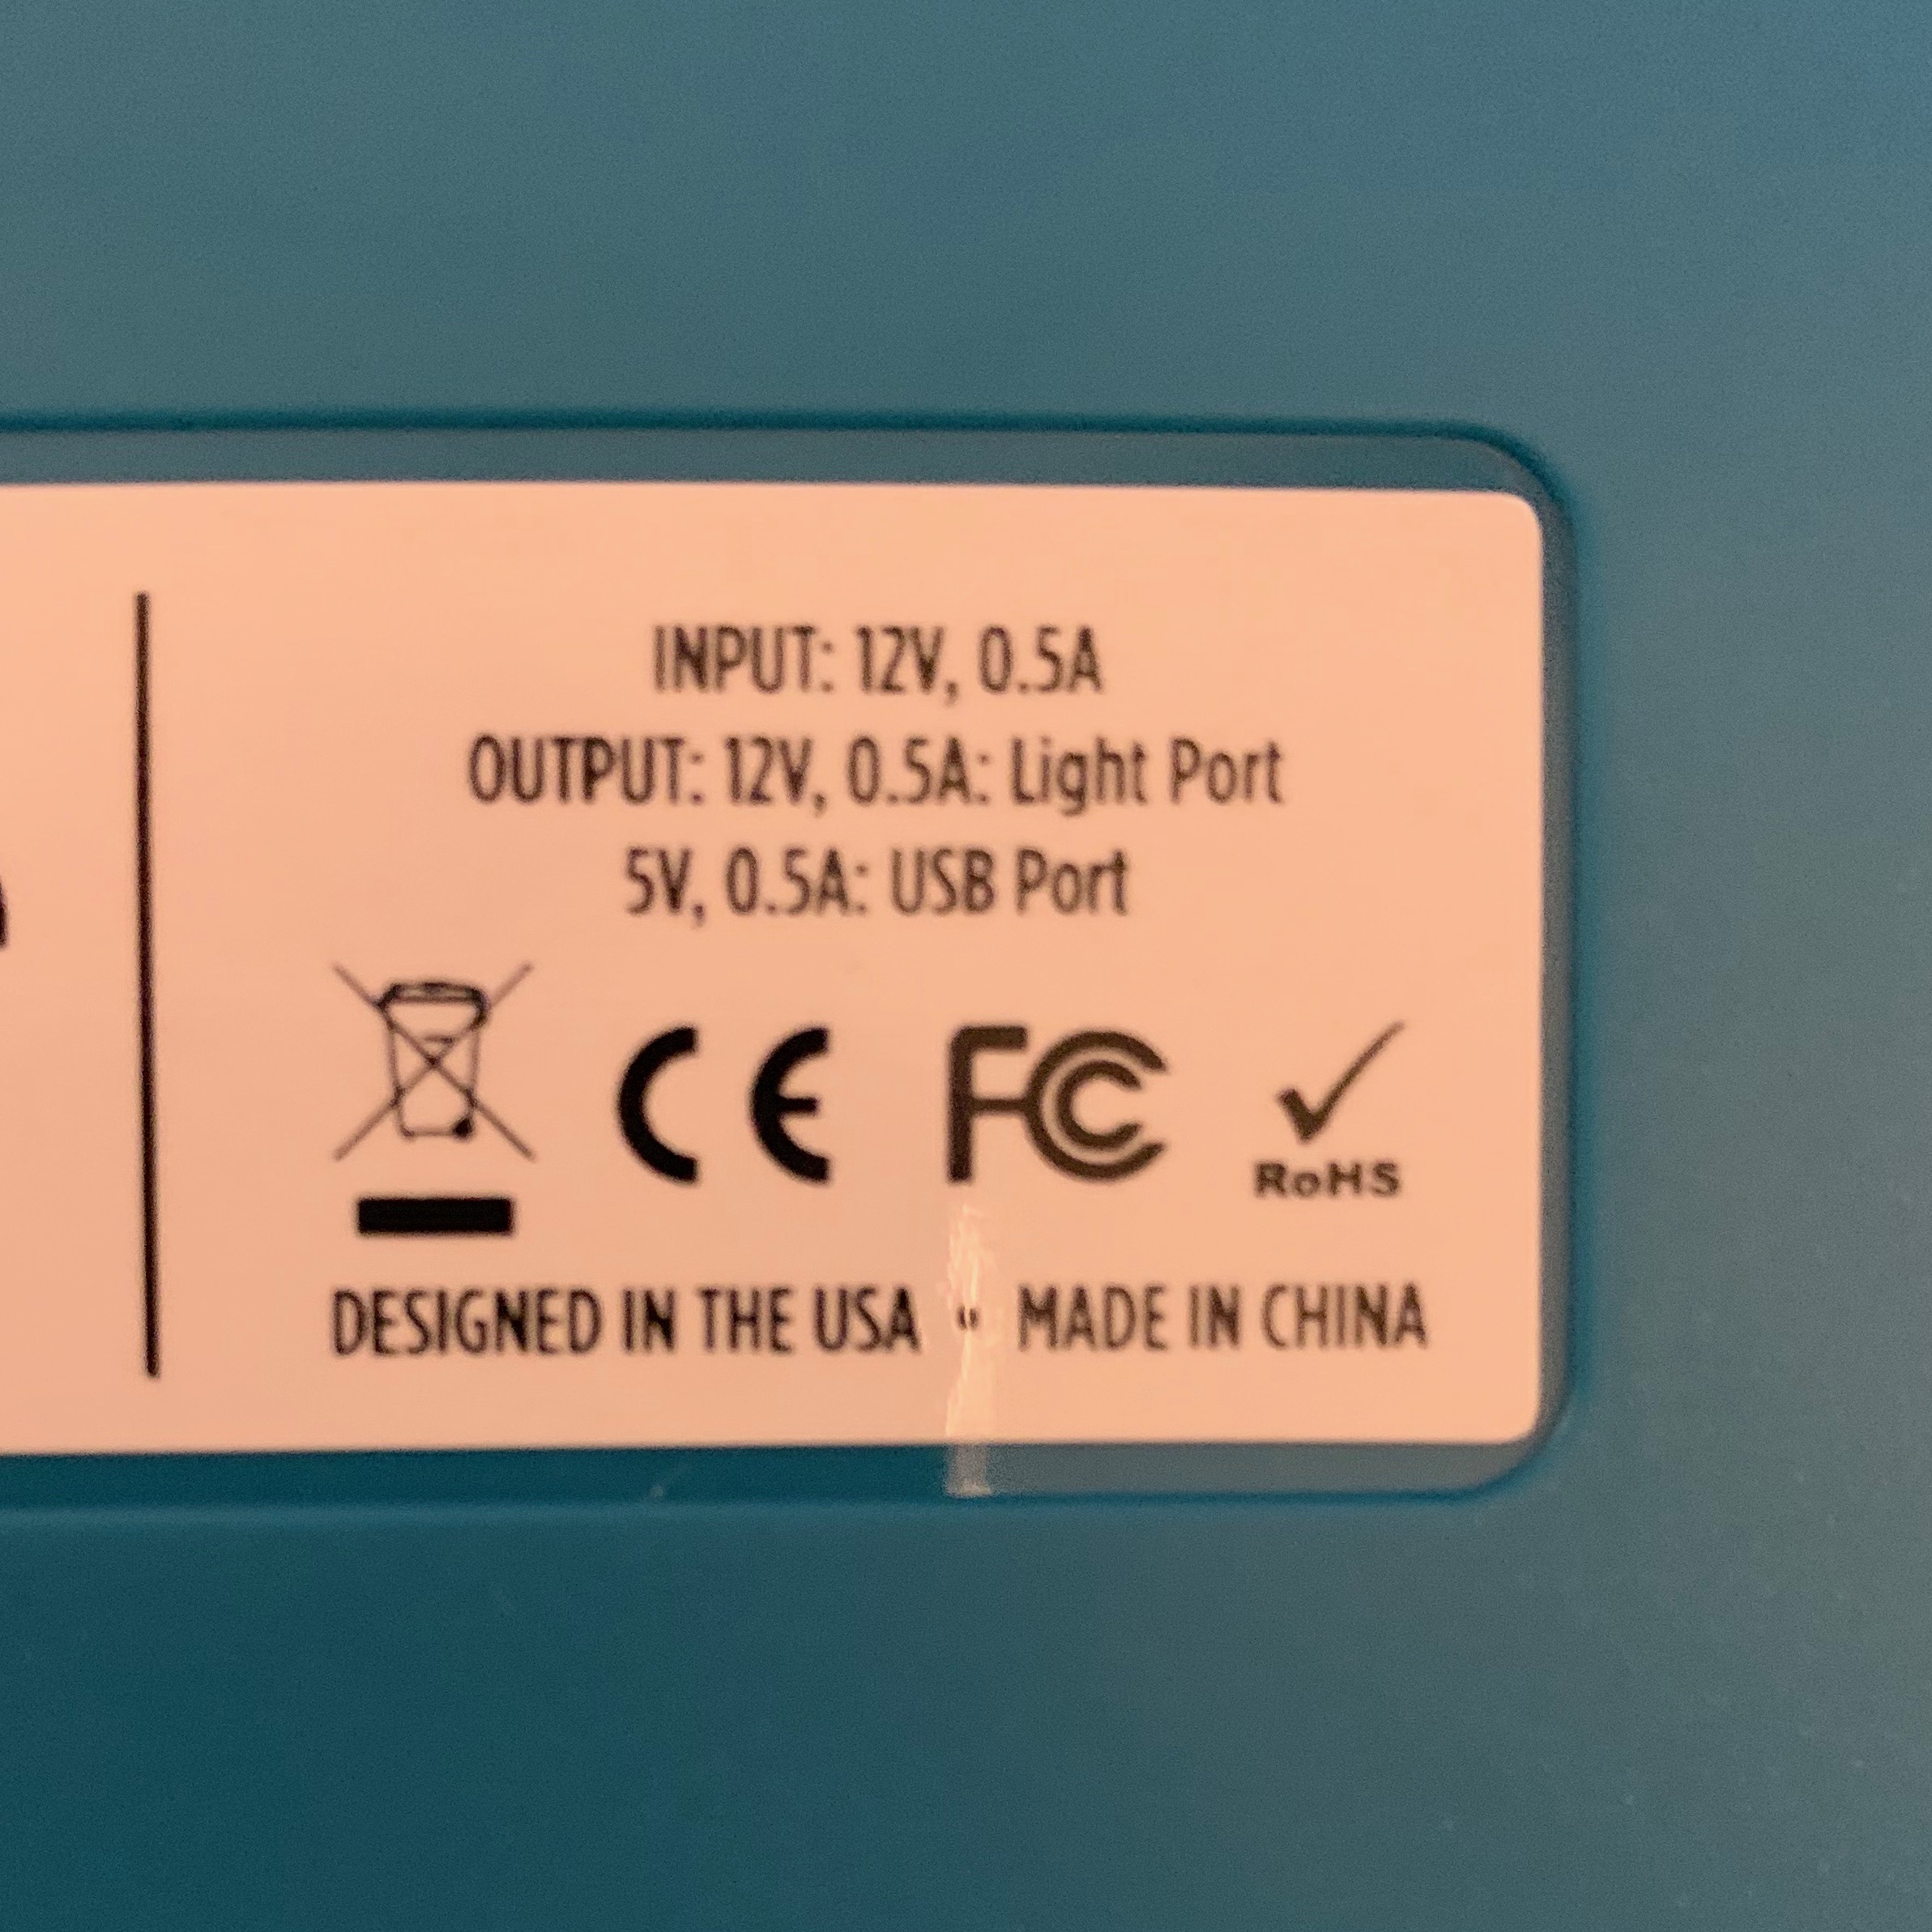 INPUT: 12V, 0.5A
OUTPUT: 12V, 0.5A: Light Port
5V, 0.5A: USB Port
CE FC RoHS
DESIGNED IN THE USA • MADE IN CHINA